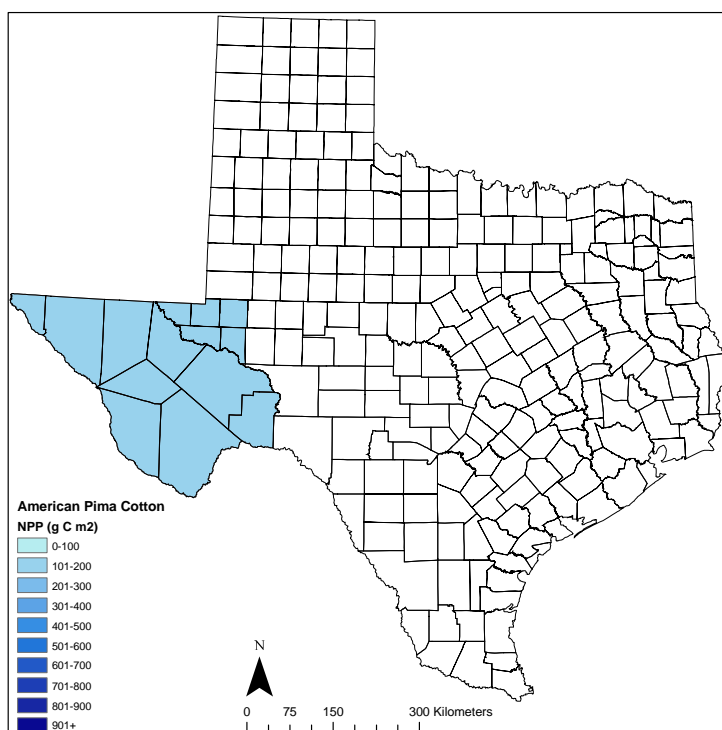 American Pima Cotton
NPP (g C m2)
0-100
101-200
201-300
301-400
401-500
501-600
601-700
701-800
801-900
901+
N
0 75 150 300 Kilometers